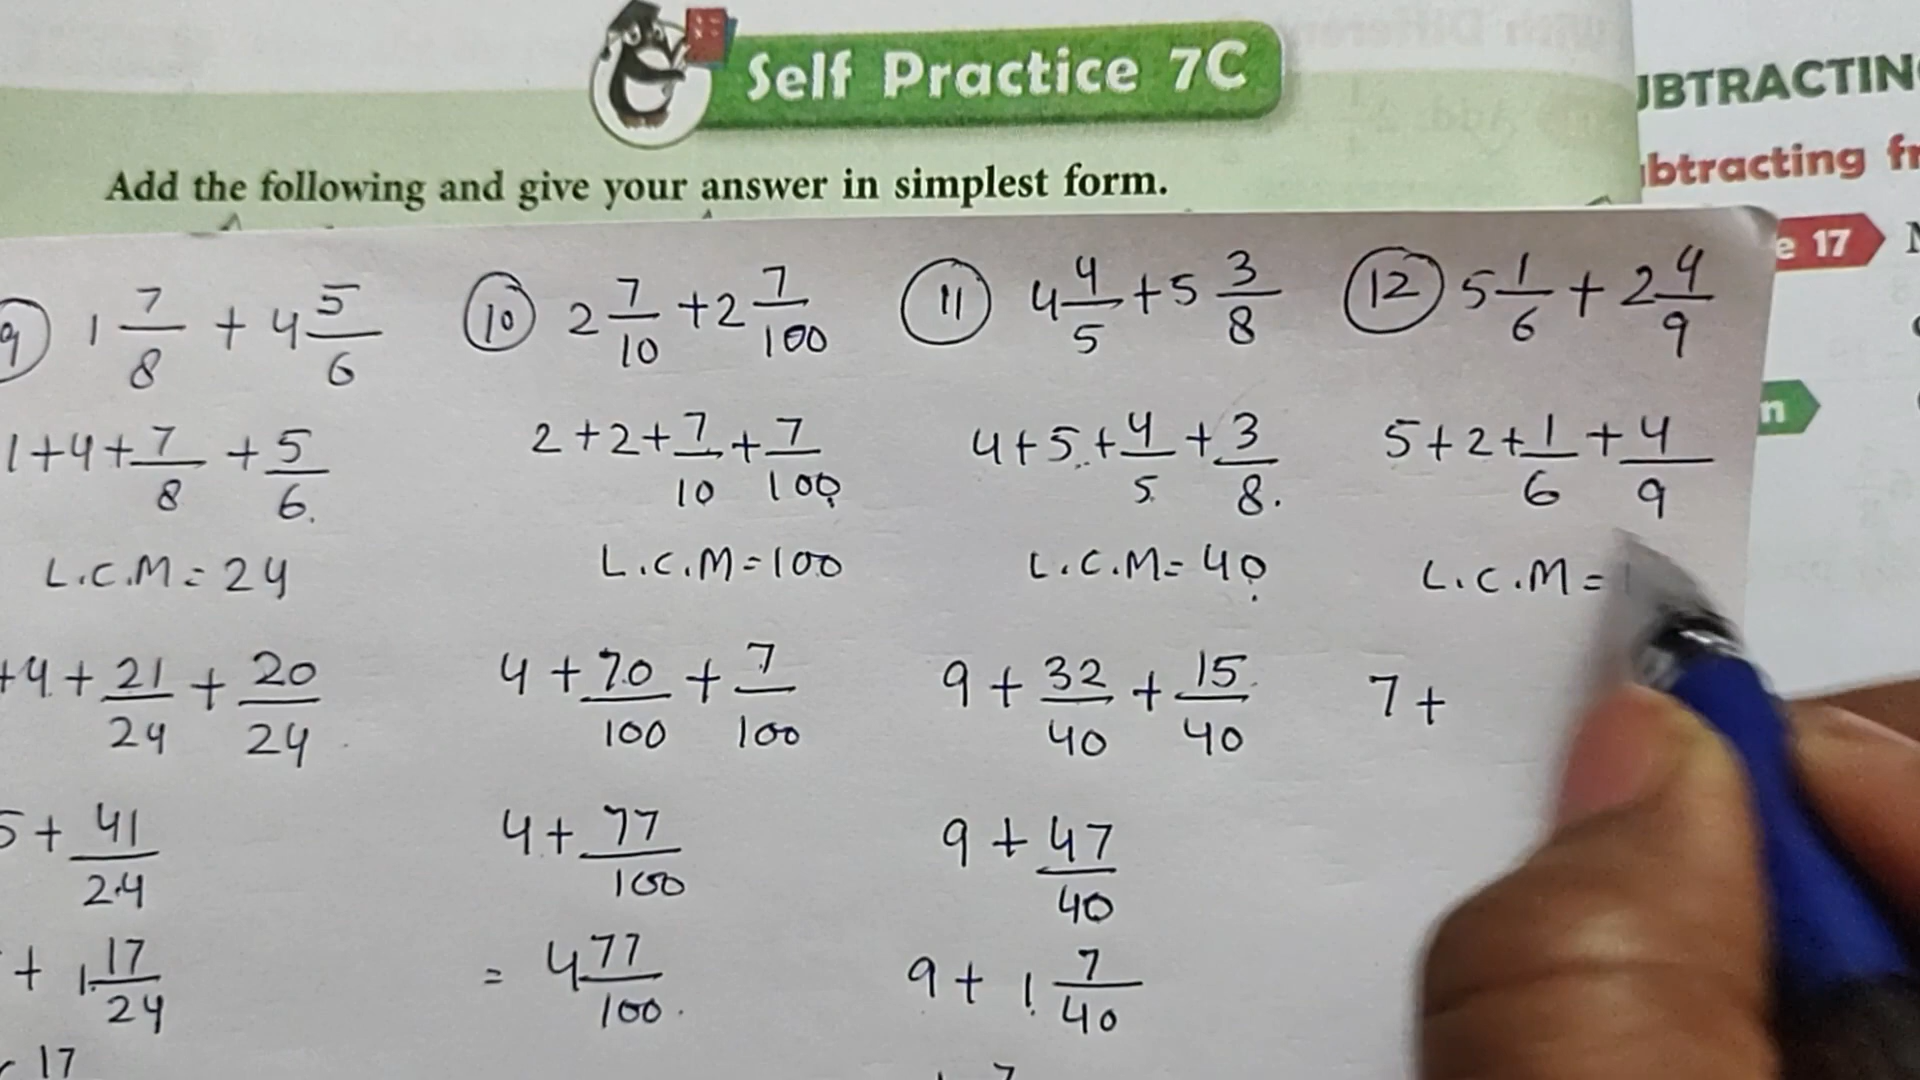 Self Practice 7C
UBTRACTING
btracting fr
Add the following and give your answer in simplest form.
e 17
n
9 1 7/8 + 4 5/6
1+4+7/8+5/6.
L.C.M=24
+4+21/24+20/24
5+41/24
+ 1 17/24
17
10 2 7/10+2 7/100
2+2+7/10+7/100
L.C.M=100
4+70/100+7/100
4+77/100
= 4 77/100.
11 4 4/5+5 3/8
4+5+4/5+3/8.
L.C.M=40
9+32/40+15/40
9+47/40
9+1 7/40
7
12 5 1/6+2 4/9
5+2+1/6+4/9
L.C.M=
7+